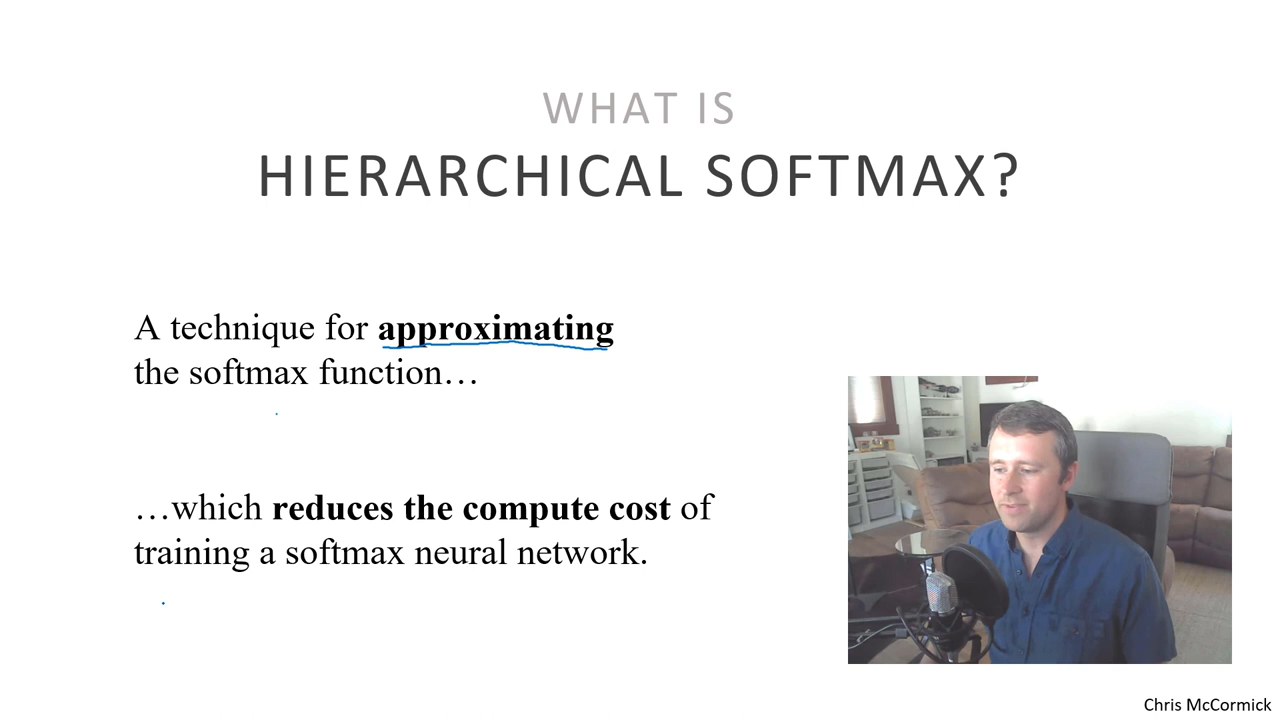 WHAT IS
HIERARCHICAL SOFTMAX?
A technique for approximating
the softmax function…
…which reduces the compute cost of
training a softmax neural network.
Chris McCormick